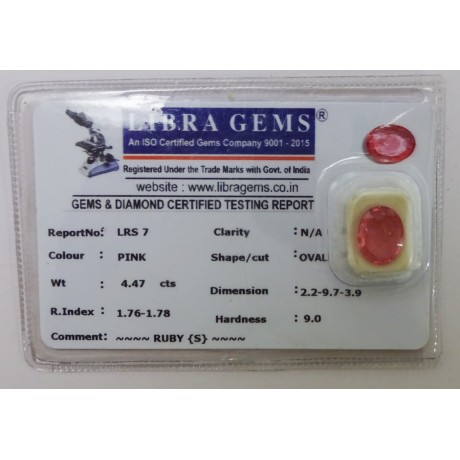 LIBRA GEMS®
An ISO Certified Gems Company 9001 - 2015
Registered Under the Trade Marks with Govt. of India
website : www.libragems.co.in
GEMS & DIAMOND CERTIFIED TESTING REPORT
ReportNo: LRS 7 Clarity : N/A
Colour : PINK Shape/cut : OVAL
Wt : 4.47 cts Dimension : 2.2-9.7-3.9
R.Index : 1.76-1.78 Hardness : 9.0
Comment: ~~~~ RUBY {S} ~~~~